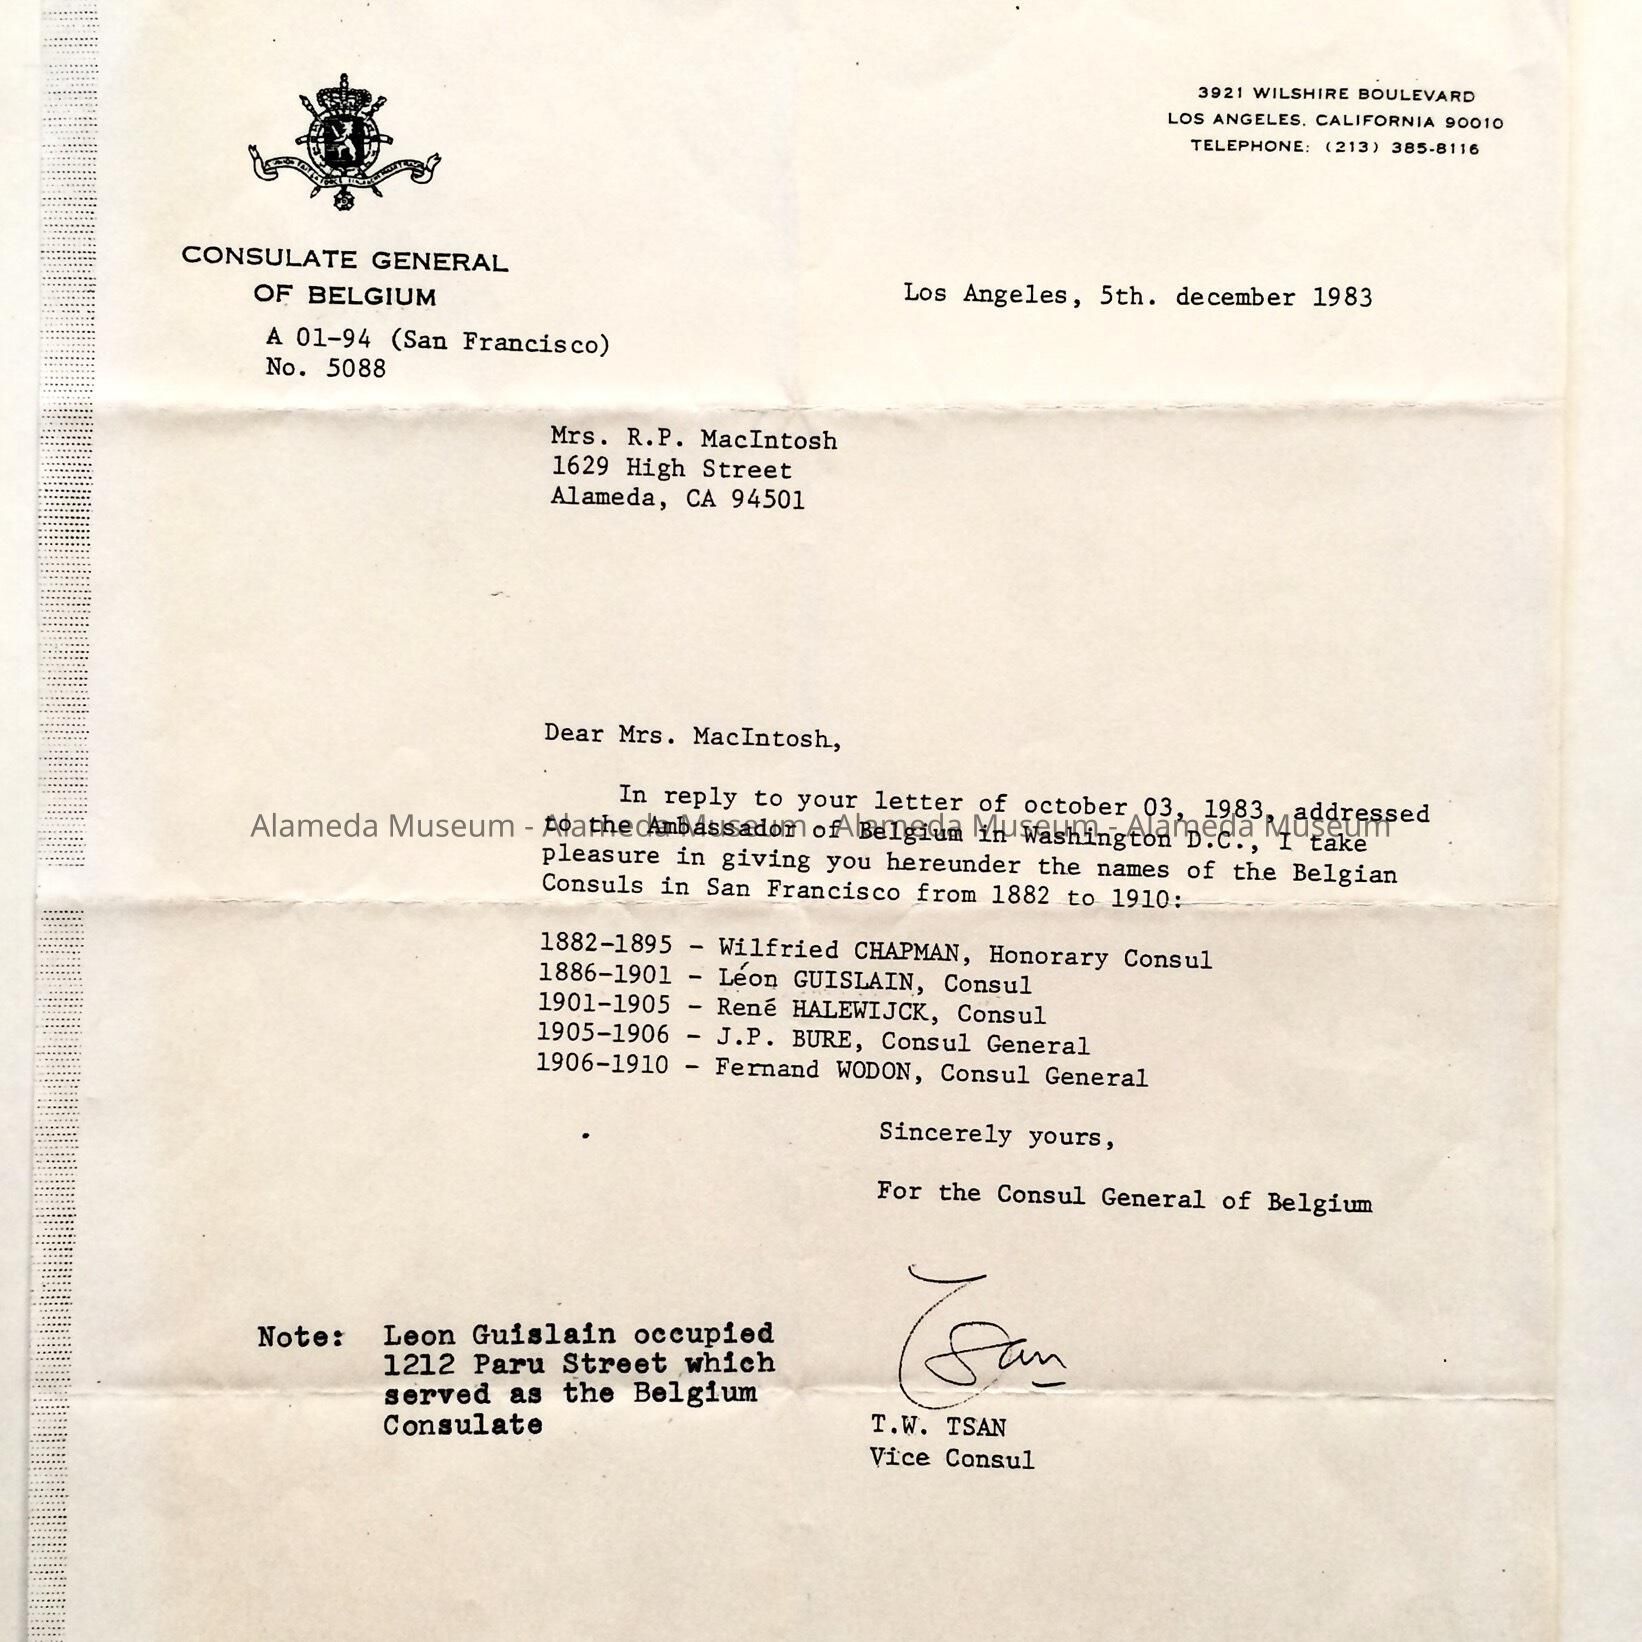 3921 WILSHIRE BOULEVARD
LOS ANGELES, CALIFORNIA 90010
TELEPHONE: (213) 385-8116
CONSULATE GENERAL
OF BELGIUM
Los Angeles, 5th. december 1983
A 01-94 (San Francisco)
No. 5088
Mrs. R.P. MacIntosh
1629 High Street
Alameda, CA 94501
Dear Mrs. MacIntosh,
In reply to your letter of october 03, 1983, addressed
to the Ambassador of Belgium in Washington D.C., I take
Alameda Museum - Alameda Museum - Alameda Museum - Alameda Museum
pleasure in giving you hereunder the names of the Belgian
Consuls in San Francisco from 1882 to 1910:
1882-1895 - Wilfried CHAPMAN, Honorary Consul
1886-1901 - Léon GUISLAIN, Consul
1901-1905 - René HALEWIJCK, Consul
1905-1906 - J.P. BURE, Consul General
1906-1910 - Fernand WODON, Consul General
Sincerely yours,
For the Consul General of Belgium
Tsan
T.W. TSAN
Vice Consul
Note: Leon Guislain occupied
1212 Paru Street which
served as the Belgium
Consulate